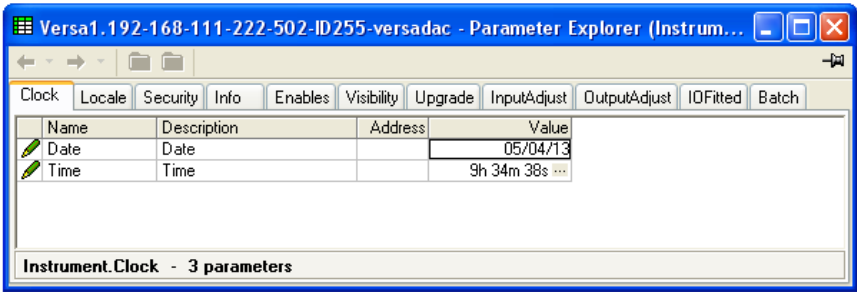 Versa1.192-168-111-222-502-ID255-versadac - Parameter Explorer (Instrum...
Clock Locale Security Info Enables Visibility Upgrade InputAdjust OutputAdjust IOFitted Batch
Name Description Address Value
Date Date 05/04/13
Time Time 9h 34m 38s ...
Instrument.Clock - 3 parameters